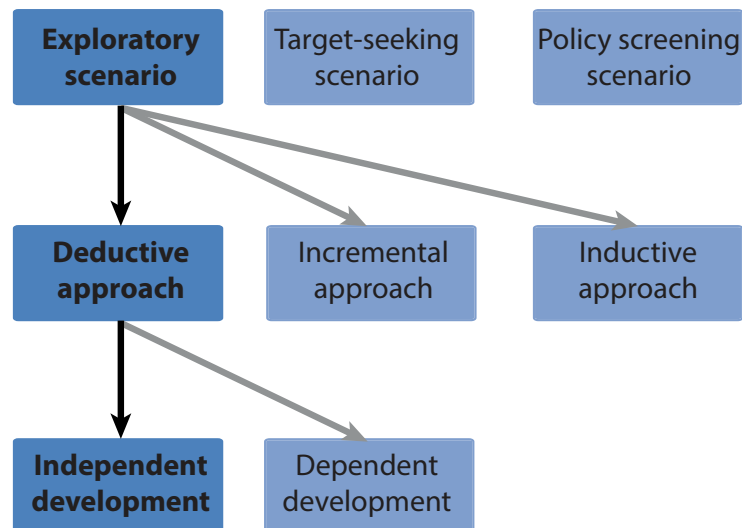 Exploratory
scenario
Target-seeking
scenario
Policy screening
scenario
Deductive
approach
Incremental
approach
Inductive
approach
Independent
development
Dependent
development